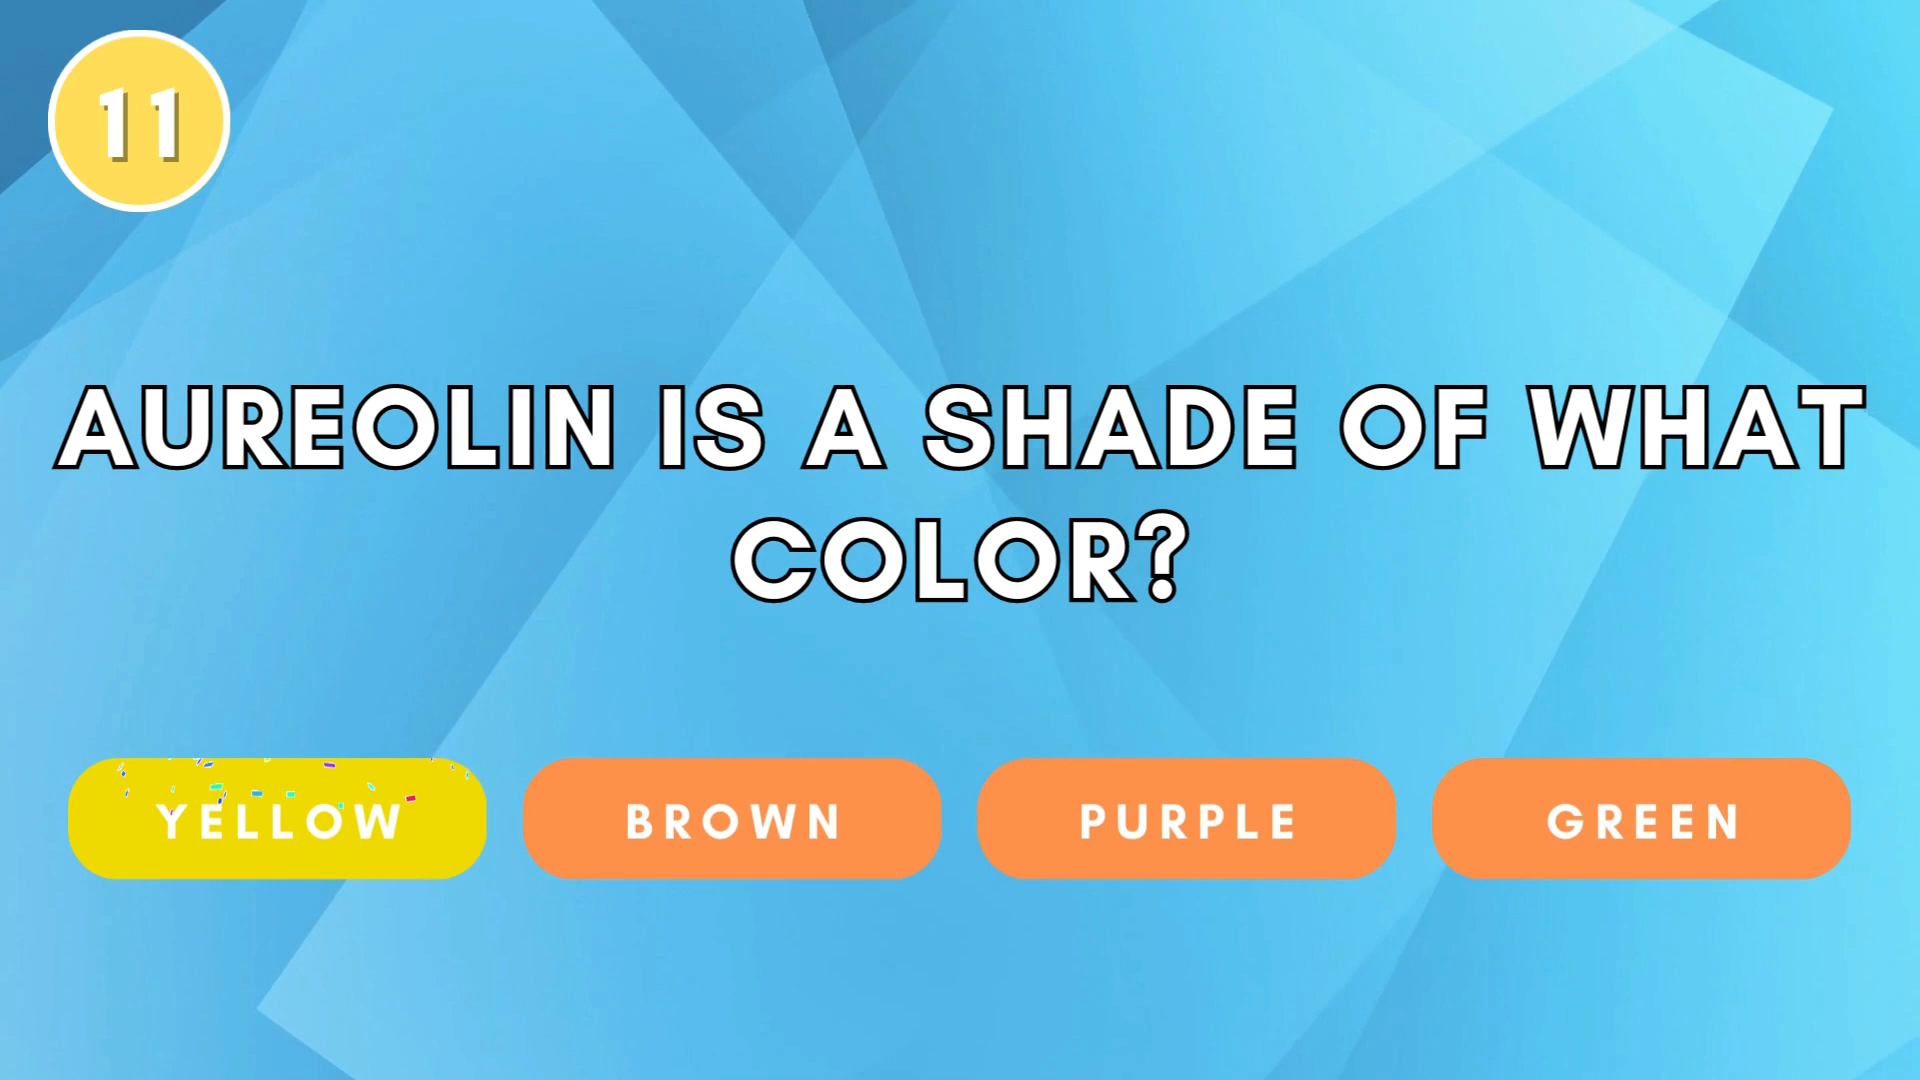 11
AUREOLIN IS A SHADE OF WHAT
COLOR?
YELLOW
BROWN
PURPLE
GREEN